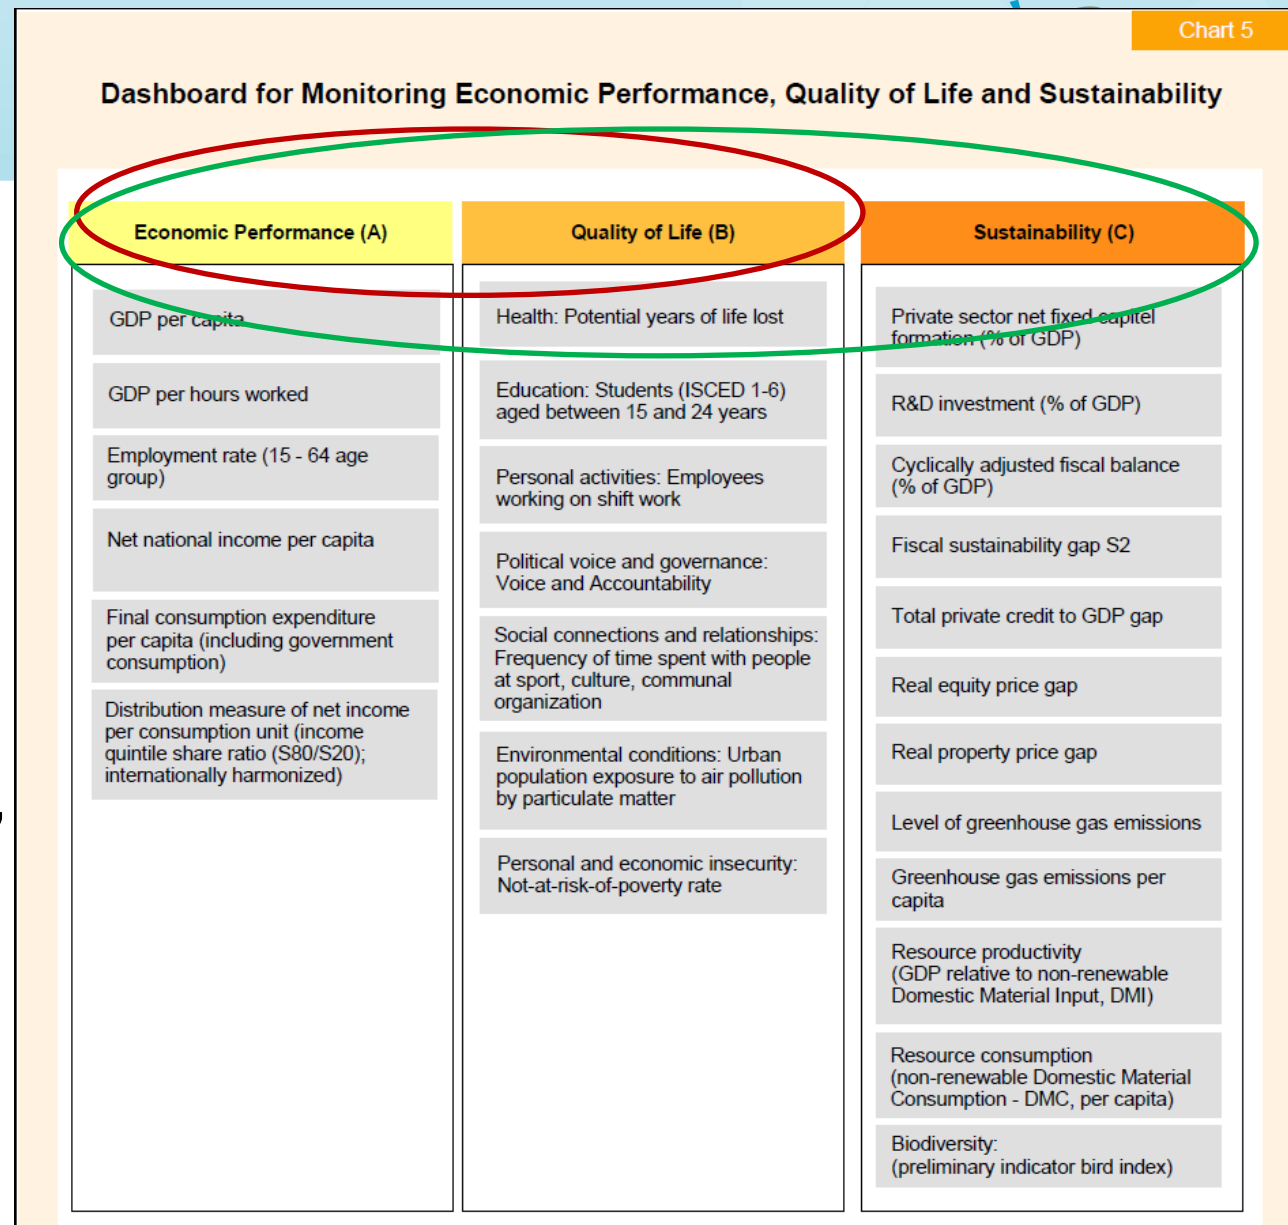 Chart 5
Dashboard for Monitoring Economic Performance, Quality of Life and Sustainability
Economic Performance (A)
GDP per capita
GDP per hours worked
Employment rate (15 - 64 age
group)
Net national income per capita
Final consumption expenditure
per capita (including government
consumption)
Distribution measure of net income
per consumption unit (income
quintile share ratio (S80/S20);
internationally harmonized)
Quality of Life (B)
Health: Potential years of life lost
Education: Students (ISCED 1-6)
aged between 15 and 24 years
Personal activities: Employees
working on shift work
Political voice and governance:
Voice and Accountability
Social connections and relationships:
Frequency of time spent with people
at sport, culture, communal
organization
Environmental conditions: Urban
population exposure to air pollution
by particulate matter
Personal and economic insecurity:
Not-at-risk-of-poverty rate
Sustainability (C)
Private sector net fixed capitel
formation (% of GDP)
R&D investment (% of GDP)
Cyclically adjusted fiscal balance
(% of GDP)
Fiscal sustainability gap S2
Total private credit to GDP gap
Real equity price gap
Real property price gap
Level of greenhouse gas emissions
Greenhouse gas emissions per
capita
Resource productivity
(GDP relative to non-renewable
Domestic Material Input, DMI)
Resource consumption
(non-renewable Domestic Material
Consumption - DMC, per capita)
Biodiversity:
(preliminary indicator bird index)